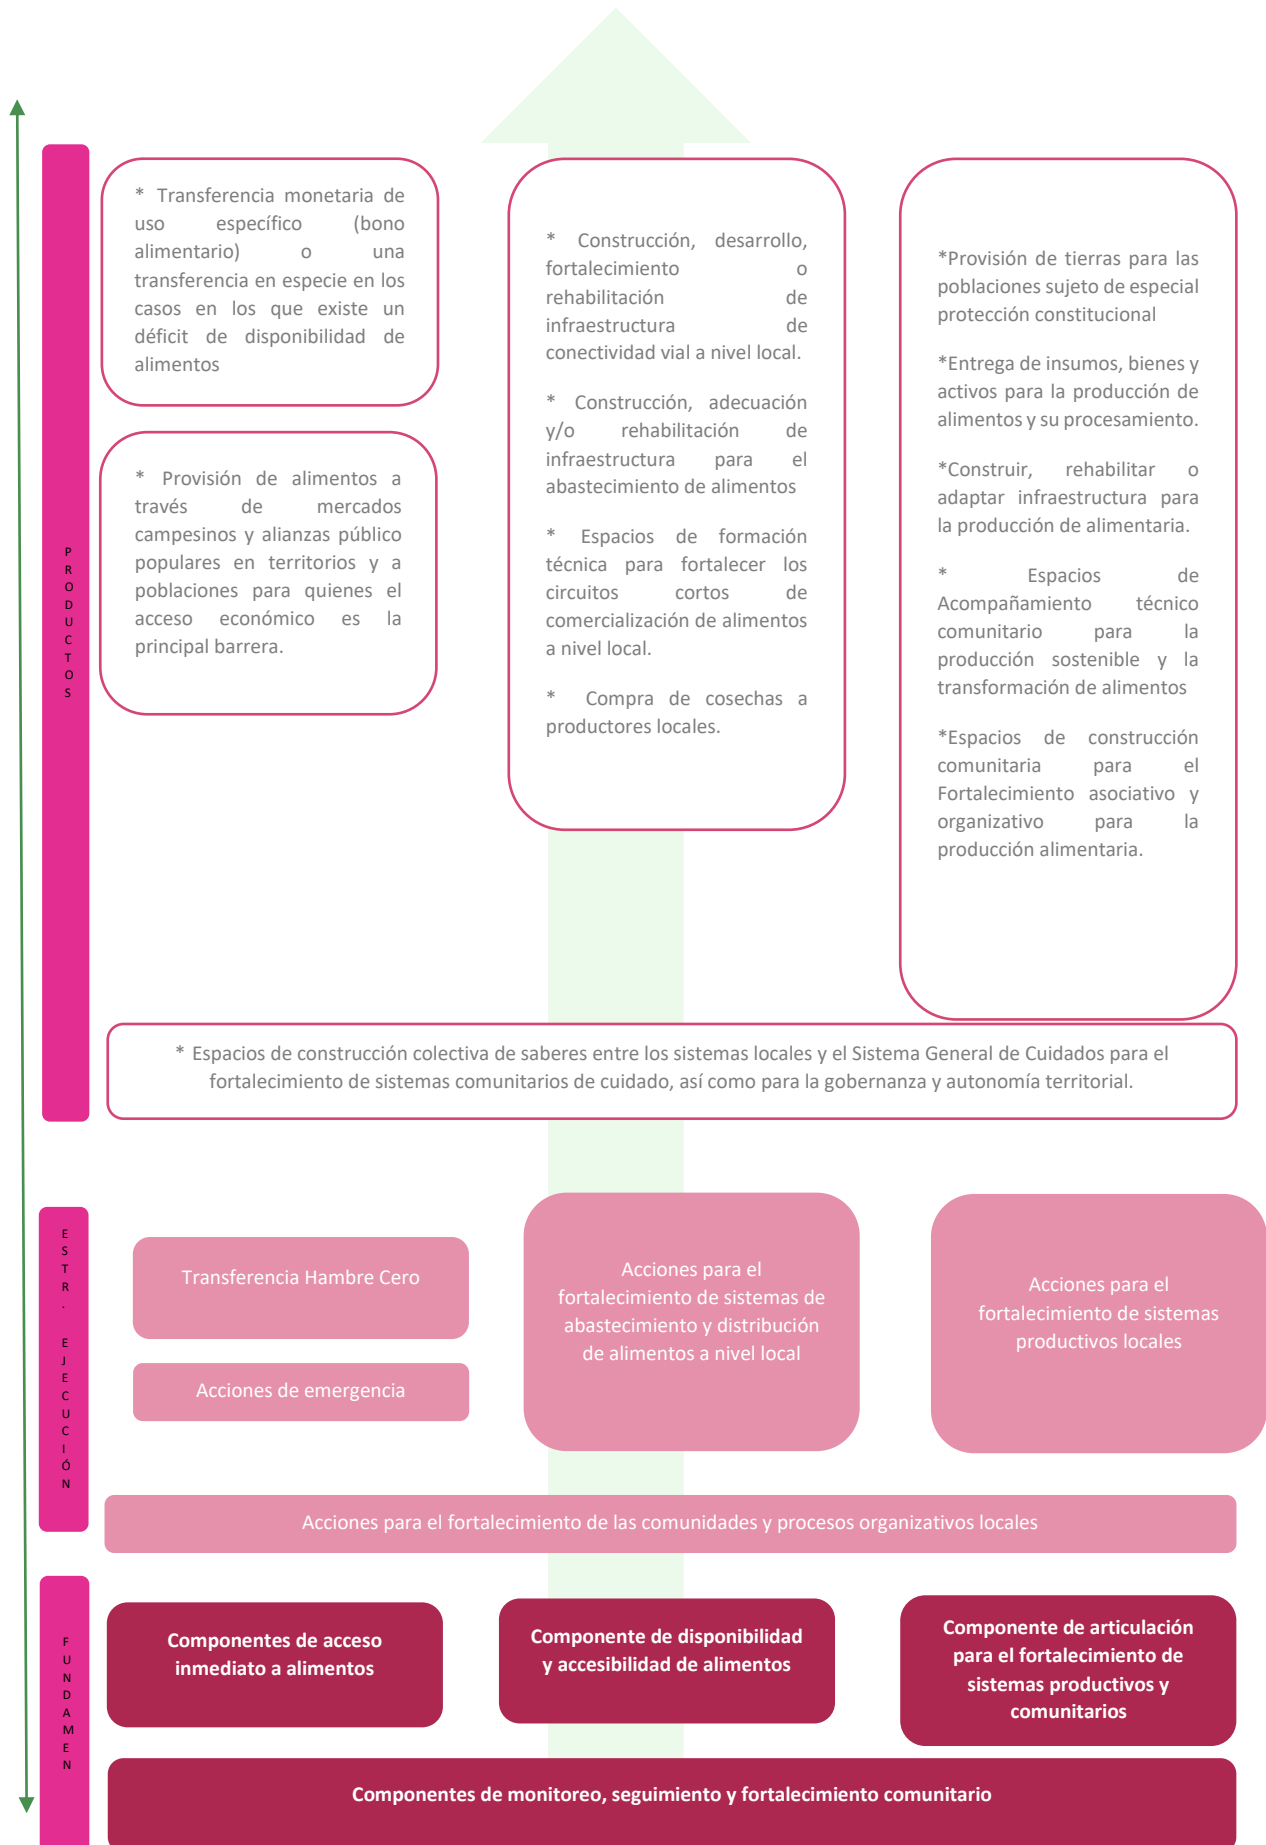 PRODUCTOS
* Transferencia monetaria de
uso específico (bono
alimentario) o una
transferencia en especie en los
casos en los que existe un
déficit de disponibilidad de
alimentos
* Provisión de alimentos a
través de mercados
campesinos y alianzas público
populares en territorios y a
poblaciones para quienes el
acceso económico es la
principal barrera.
* Construcción, desarrollo,
fortalecimiento o
rehabilitación de
infraestructura de
conectividad vial a nivel local.
* Construcción, adecuación
y/o rehabilitación de
infraestructura para el
abastecimiento de alimentos
* Espacios de formación
técnica para fortalecer los
circuitos cortos de
comercialización de alimentos
a nivel local.
* Compra de cosechas a
productores locales.
*Provisión de tierras para las
poblaciones sujeto de especial
protección constitucional
*Entrega de insumos, bienes y
activos para la producción de
alimentos y su procesamiento.
*Construir, rehabilitar o
adaptar infraestructura para
la producción de alimentaria.
* Espacios de
Acompañamiento técnico
comunitario para la
producción sostenible y la
transformación de alimentos
*Espacios de construcción
comunitaria para el
Fortalecimiento asociativo y
organizativo para la
producción alimentaria.
* Espacios de construcción colectiva de saberes entre los sistemas locales y el Sistema General de Cuidados para el
fortalecimiento de sistemas comunitarios de cuidado, así como para la gobernanza y autonomía territorial.
ESTR. EJECUCIÓN
Transferencia Hambre Cero
Acciones de emergencia
Acciones para el
fortalecimiento de sistemas de
abastecimiento y distribución
de alimentos a nivel local
Acciones para el
fortalecimiento de sistemas
productivos locales
Acciones para el fortalecimiento de las comunidades y procesos organizativos locales
FUNDAMEN
Componentes de acceso
inmediato a alimentos
Componente de disponibilidad
y accesibilidad de alimentos
Componente de articulación
para el fortalecimiento de
sistemas productivos y
comunitarios
Componentes de monitoreo, seguimiento y fortalecimiento comunitario